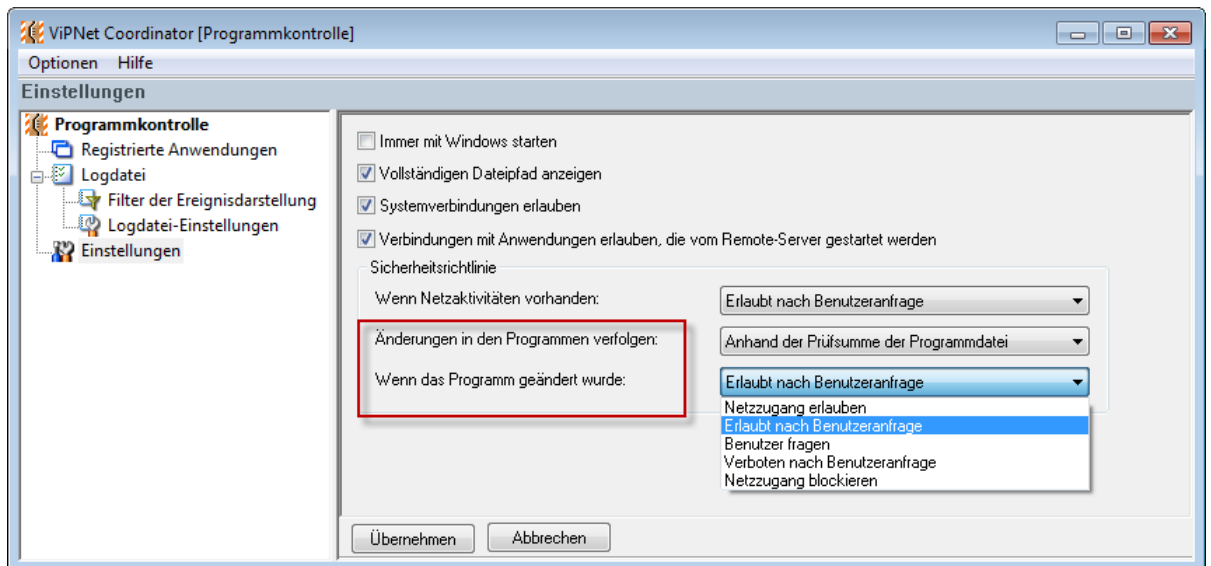 ViPNet Coordinator [Programmkontrolle]
Optionen Hilfe
Einstellungen
Programmkontrolle
Registrierte Anwendungen
Logdatei
Filter der Ereignisdarstellung
Logdatei-Einstellungen
Einstellungen
Immer mit Windows starten
Vollständigen Dateipfad anzeigen
Systemverbindungen erlauben
Verbindungen mit Anwendungen erlauben, die vom Remote-Server gestartet werden
Sicherheitsrichtlinie
Wenn Netzaktivitäten vorhanden: Erlaubt nach Benutzeranfrage
Änderungen in den Programmen verfolgen: Anhand der Prüfsumme der Programmdatei
Wenn das Programm geändert wurde: Erlaubt nach Benutzeranfrage
Netzzugang erlauben
Erlaubt nach Benutzeranfrage
Benutzer fragen
Verboten nach Benutzeranfrage
Netzzugang blockieren
Übernehmen Abbrechen